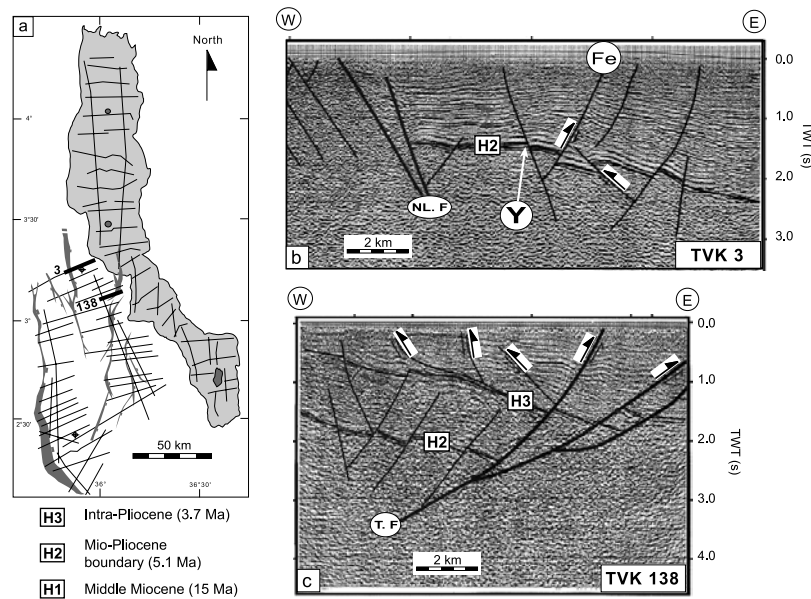 a
North
4°
3°30'
3
138
3°
2°30'
50 km
36°
36°30'
H3 Intra-Pliocene (3.7 Ma)
H2 Mio-Pliocene
boundary (5.1 Ma)
H1 Middle Miocene (15 Ma)
W
E
Fe
0.0
1.0
2.0
3.0
TWT (s)
H2
NL. F
Y
2 km
b
TVK 3
W
E
0.0
1.0
2.0
3.0
4.0
TWT (s)
H3
H2
T. F
2 km
c
TVK 138